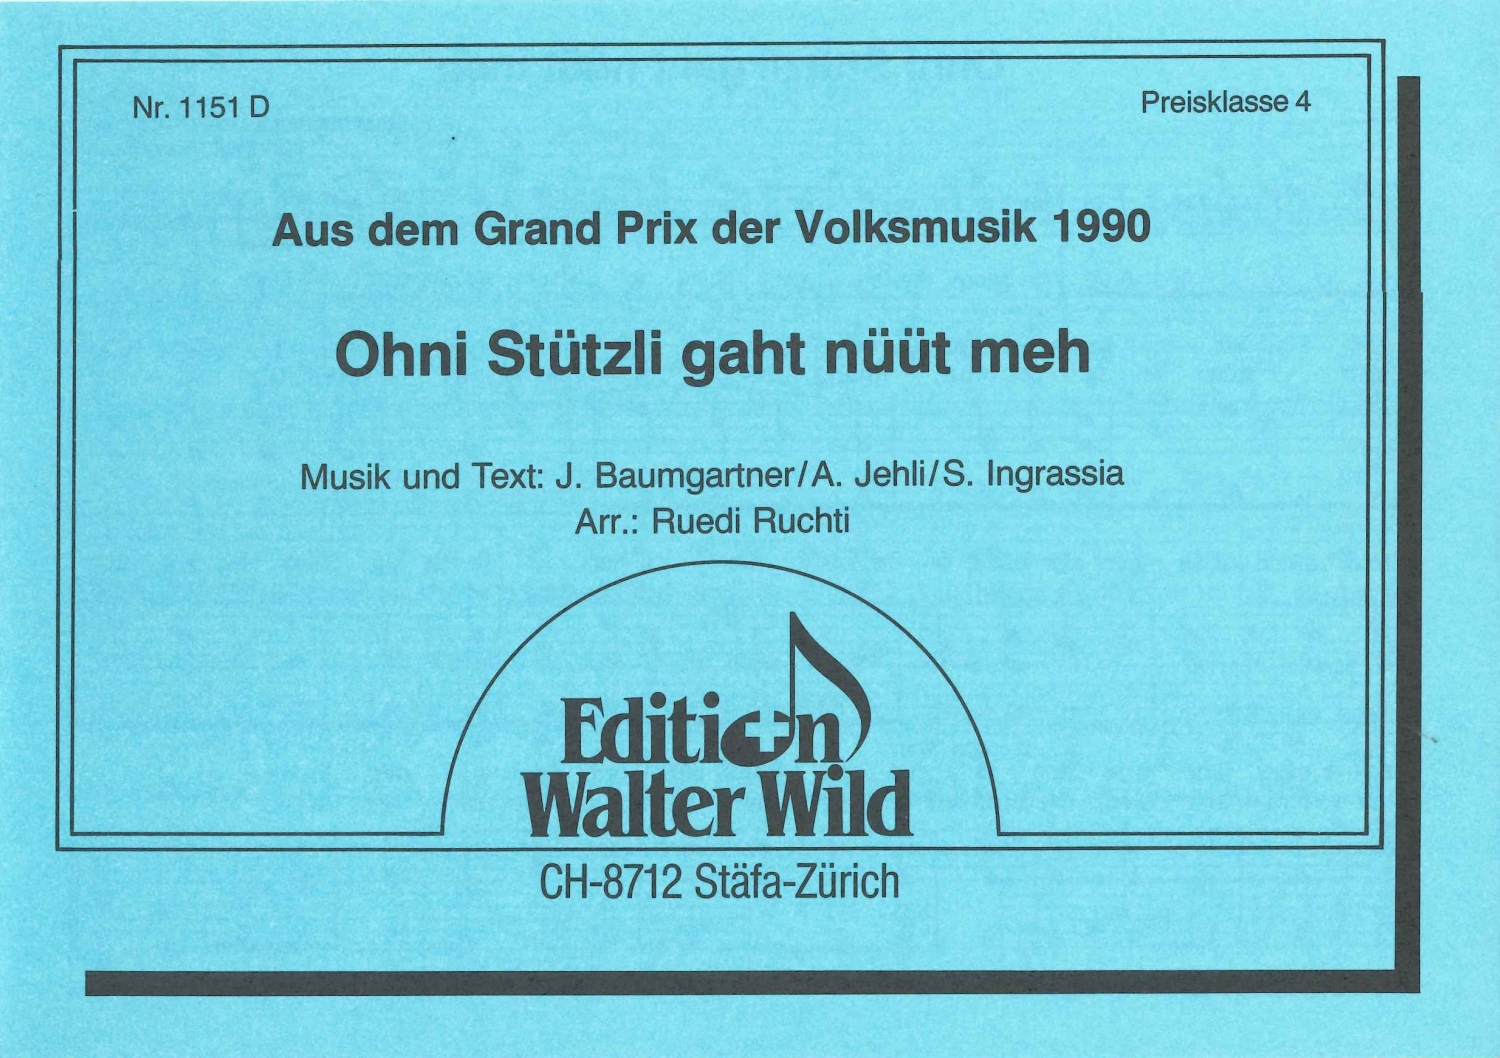 Nr. 1151 D
Preisklasse 4
Aus dem Grand Prix der Volksmusik 1990
Ohni Stützli gaht nüüt meh
Musik und Text: J. Baumgartner/A. Jehli/S. Ingrassia
Arr.: Ruedi Ruchti
Edition
Walter Wild
CH-8712 Stäfa-Zürich